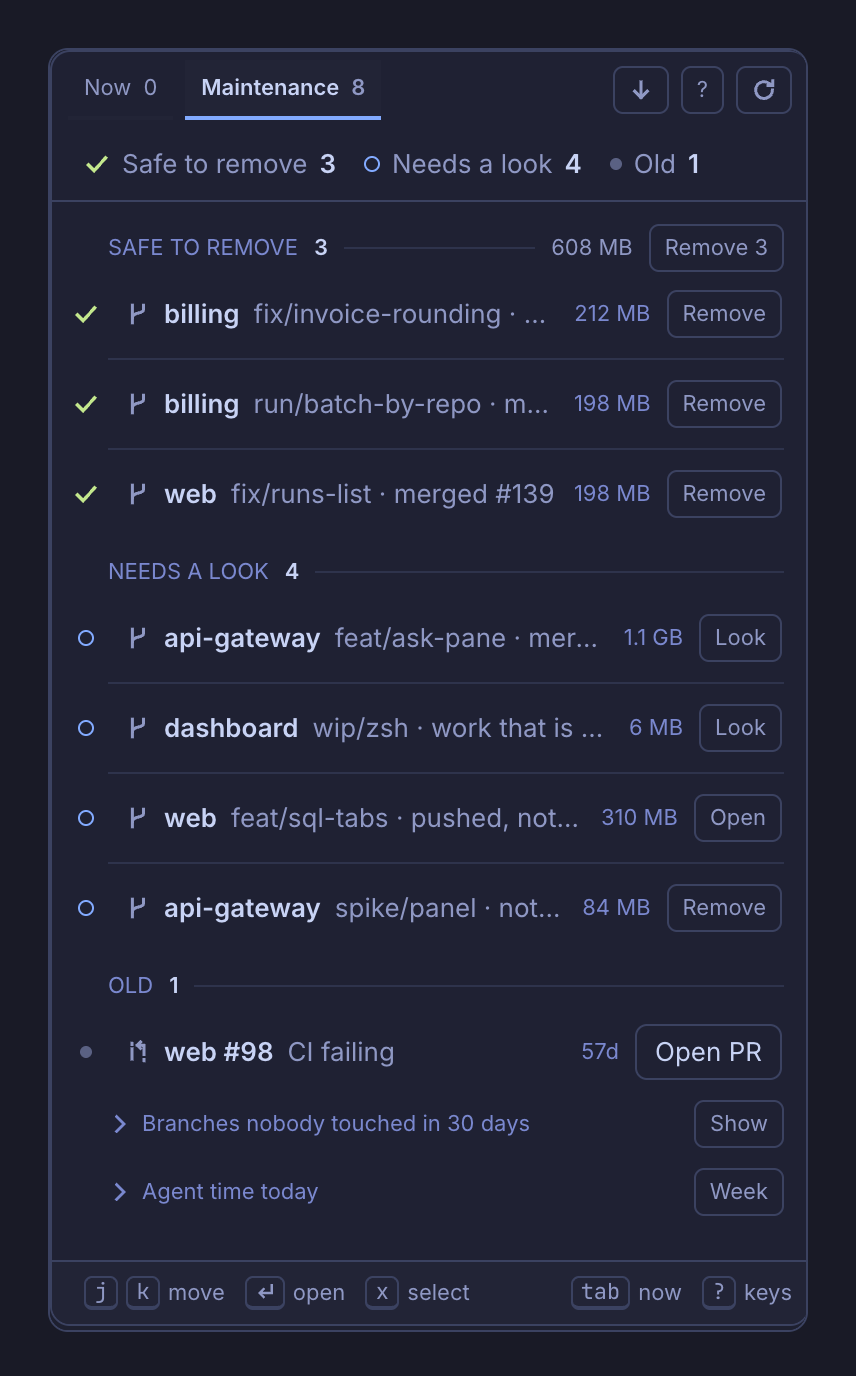 Now 0 Maintenance 8 ?
Safe to remove 3 Needs a look 4 Old 1
SAFE TO REMOVE 3 608 MB Remove 3
billing fix/invoice-rounding · ... 212 MB Remove
billing run/batch-by-repo · m... 198 MB Remove
web fix/runs-list · merged #139 198 MB Remove
NEEDS A LOOK 4
api-gateway feat/ask-pane · mer... 1.1 GB Look
dashboard wip/zsh · work that is ... 6 MB Look
web feat/sql-tabs · pushed, not... 310 MB Open
api-gateway spike/panel · not... 84 MB Remove
OLD 1
web #98 CI failing 57d Open PR
Branches nobody touched in 30 days Show
Agent time today Week
j k move ↵ open x select tab now ? keys